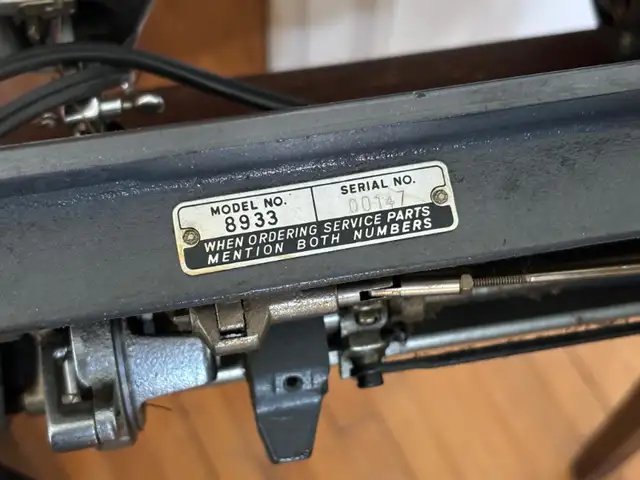 MODEL NO.
8933
SERIAL NO.
00147
WHEN ORDERING SERVICE PARTS
MENTION BOTH NUMBERS